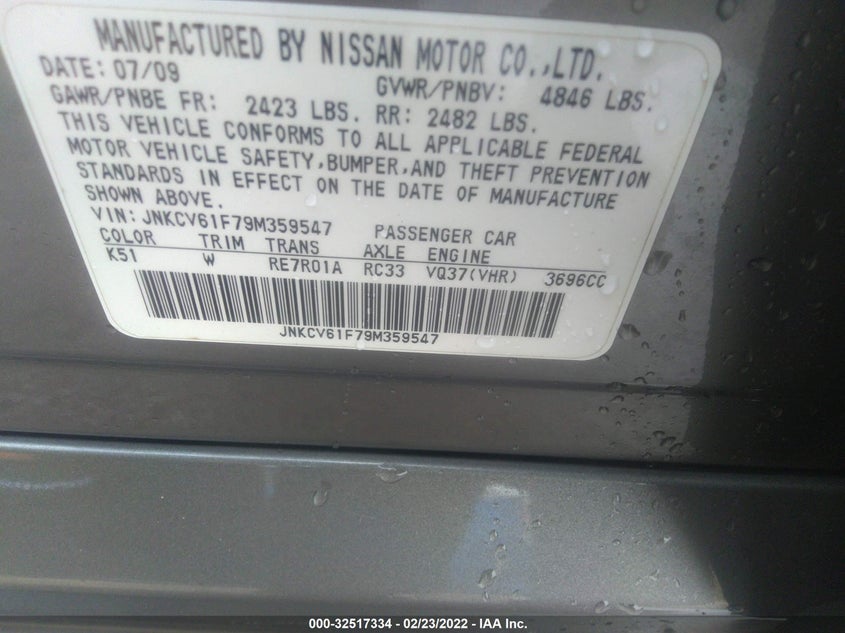 MANUFACTURED BY NISSAN MOTOR CO.,LTD.
DATE: 07/09 GVWR/PNBV: 4846 LBS.
GAWR/PNBE FR: 2423 LBS. RR: 2482 LBS.
THIS VEHICLE CONFORMS TO ALL APPLICABLE FEDERAL
MOTOR VEHICLE SAFETY,BUMPER,AND THEFT PREVENTION
STANDARDS IN EFFECT ON THE DATE OF MANUFACTURE
SHOWN ABOVE.
VIN:JNKCV61F79M359547 PASSENGER CAR
COLOR TRIM TRANS AXLE ENGINE
K51 W RE7R01A RC33 VQ37(VHR) 3696CC
JNKCV61F79M359547
000-32517334 - 02/23/2022 - IAA Inc.